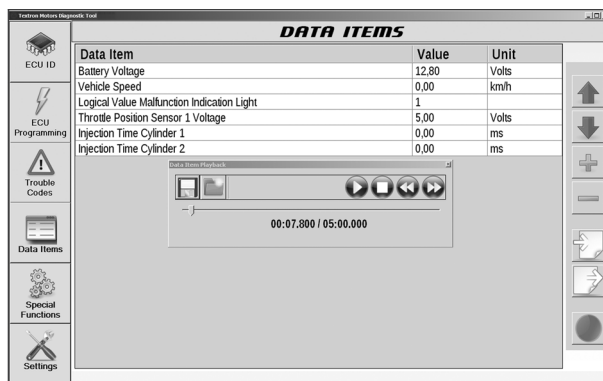 Textron Motors Diagnostic Tool
DATA ITEMS
ECU ID
ECU
Programming
Trouble
Codes
Data Items
Special
Functions
Settings
Data Item Value Unit
Battery Voltage 12,80 Volts
Vehicle Speed 0,00 km/h
Logical Value Malfunction Indication Light 1
Throttle Position Sensor 1 Voltage 5,00 Volts
Injection Time Cylinder 1 0,00 ms
Injection Time Cylinder 2 0,00 ms
Data Item Playback
00:07.800 / 05:00.000